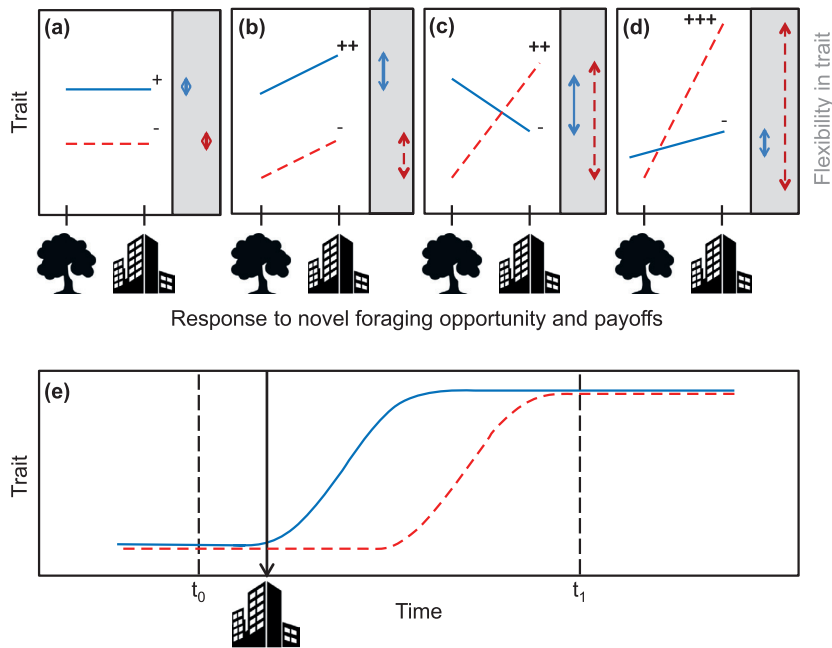 (a)
(b)
(c)
(d)
Trait
+
-
++
-
++
-
+++
-
Flexibility in trait
Response to novel foraging opportunity and payoffs
(e)
Trait
t0
t1
Time